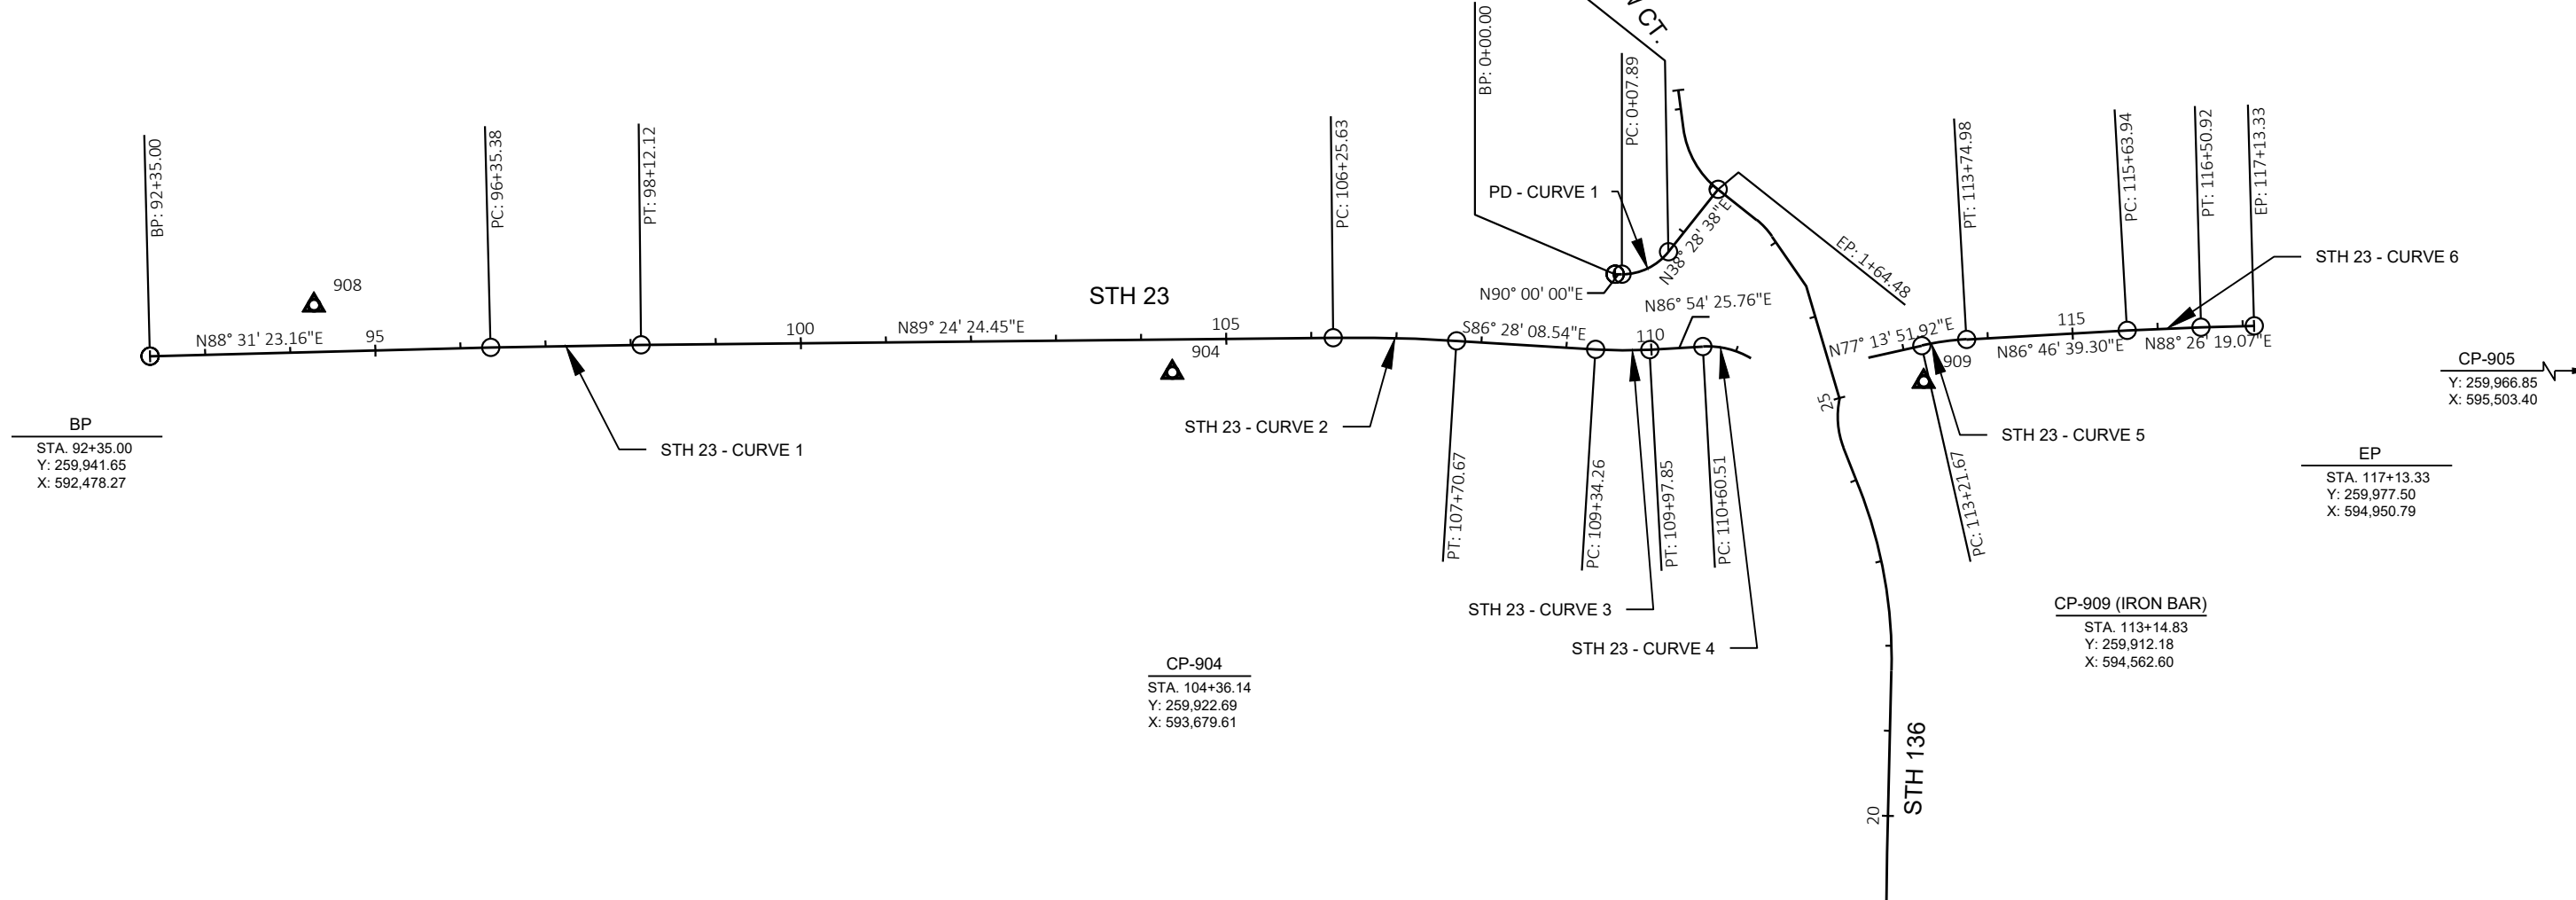 CT.
BP: 0+00.00
PC: 0+07.89
BP: 92+35.00
PC: 96+35.38
PT: 98+12.12
PC: 106+25.63
PT: 113+74.98
PC: 115+63.94
PT: 116+50.92
EP: 117+13.33
PD - CURVE 1
N38° 28' 38"E
EP: 1+64.48
STH 23 - CURVE 6
908
STH 23
N90° 00' 00"E
N86° 54' 25.76"E
N88° 31' 23.16"E
95
100
N89° 24' 24.45"E
105
904
S86° 28' 08.54"E
110
N77° 13' 51.92"E
909
N86° 46' 39.30"E
115
N88° 26' 19.07"E
CP-905
Y: 259,966.85
X: 595,503.40
25
BP
STA. 92+35.00
Y: 259,941.65
X: 592,478.27
STH 23 - CURVE 1
STH 23 - CURVE 2
STH 23 - CURVE 5
EP
STA. 117+13.33
Y: 259,977.50
X: 594,950.79
PT: 107+70.67
PC: 109+34.26
PT: 109+97.85
PC: 110+60.51
PC: 113+21.67
STH 23 - CURVE 3
STH 23 - CURVE 4
CP-909 (IRON BAR)
STA. 113+14.83
Y: 259,912.18
X: 594,562.60
CP-904
STA. 104+36.14
Y: 259,922.69
X: 593,679.61
STH 136
20